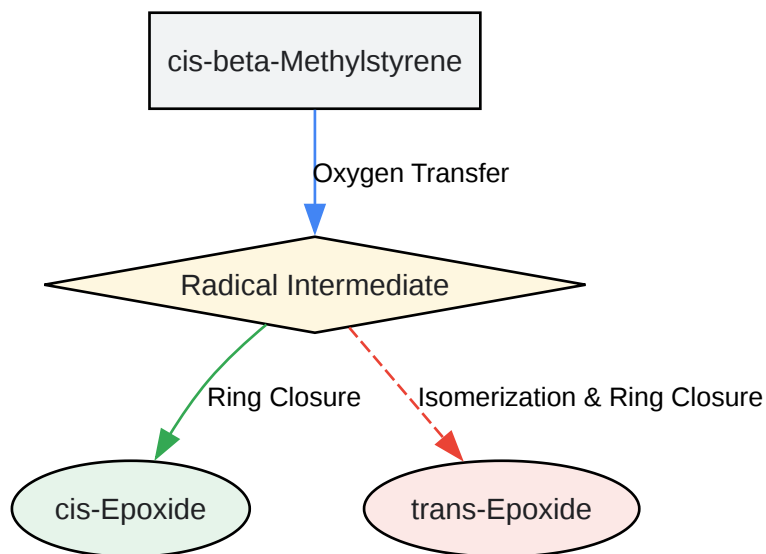 cis-beta-Methylstyrene
Oxygen Transfer
Radical Intermediate
Ring Closure
Isomerization & Ring Closure
cis-Epoxide
trans-Epoxide